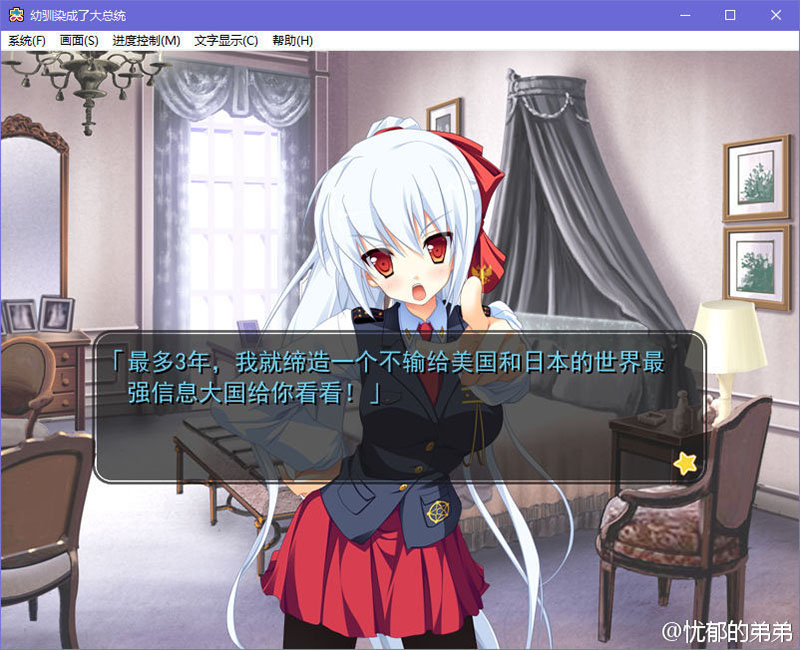 幼驯染成了大总统
系统(F) 画面(S) 进度控制(M) 文字显示(C) 帮助(H)
「最多3年，我就缔造一个不输给美国和日本的世界最
强信息大国给你看看！」
@忧郁的弟弟